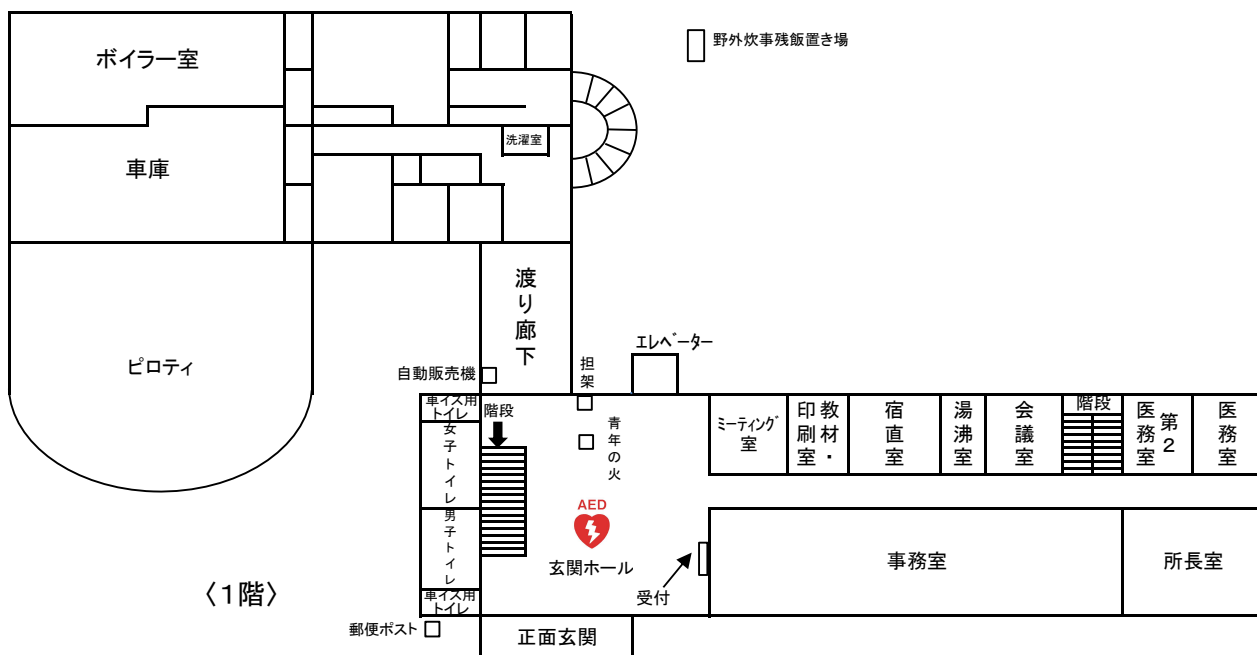 ボイラー室
野外炊事残飯置き場
洗濯室
車庫
渡り廊下
ピロティ
エレベーター
自動販売機
担架
車イス用
トイレ
階段
青年の火
女子トイレ
ミーティング
室
教材・
印刷室
宿直室
湯沸室
会議室
階段
第2
医務室
医務室
AED
男子トイレ
玄関ホール
事務室
所長室
〈1階〉
車イス用
トイレ
受付
郵便ポスト
正面玄関